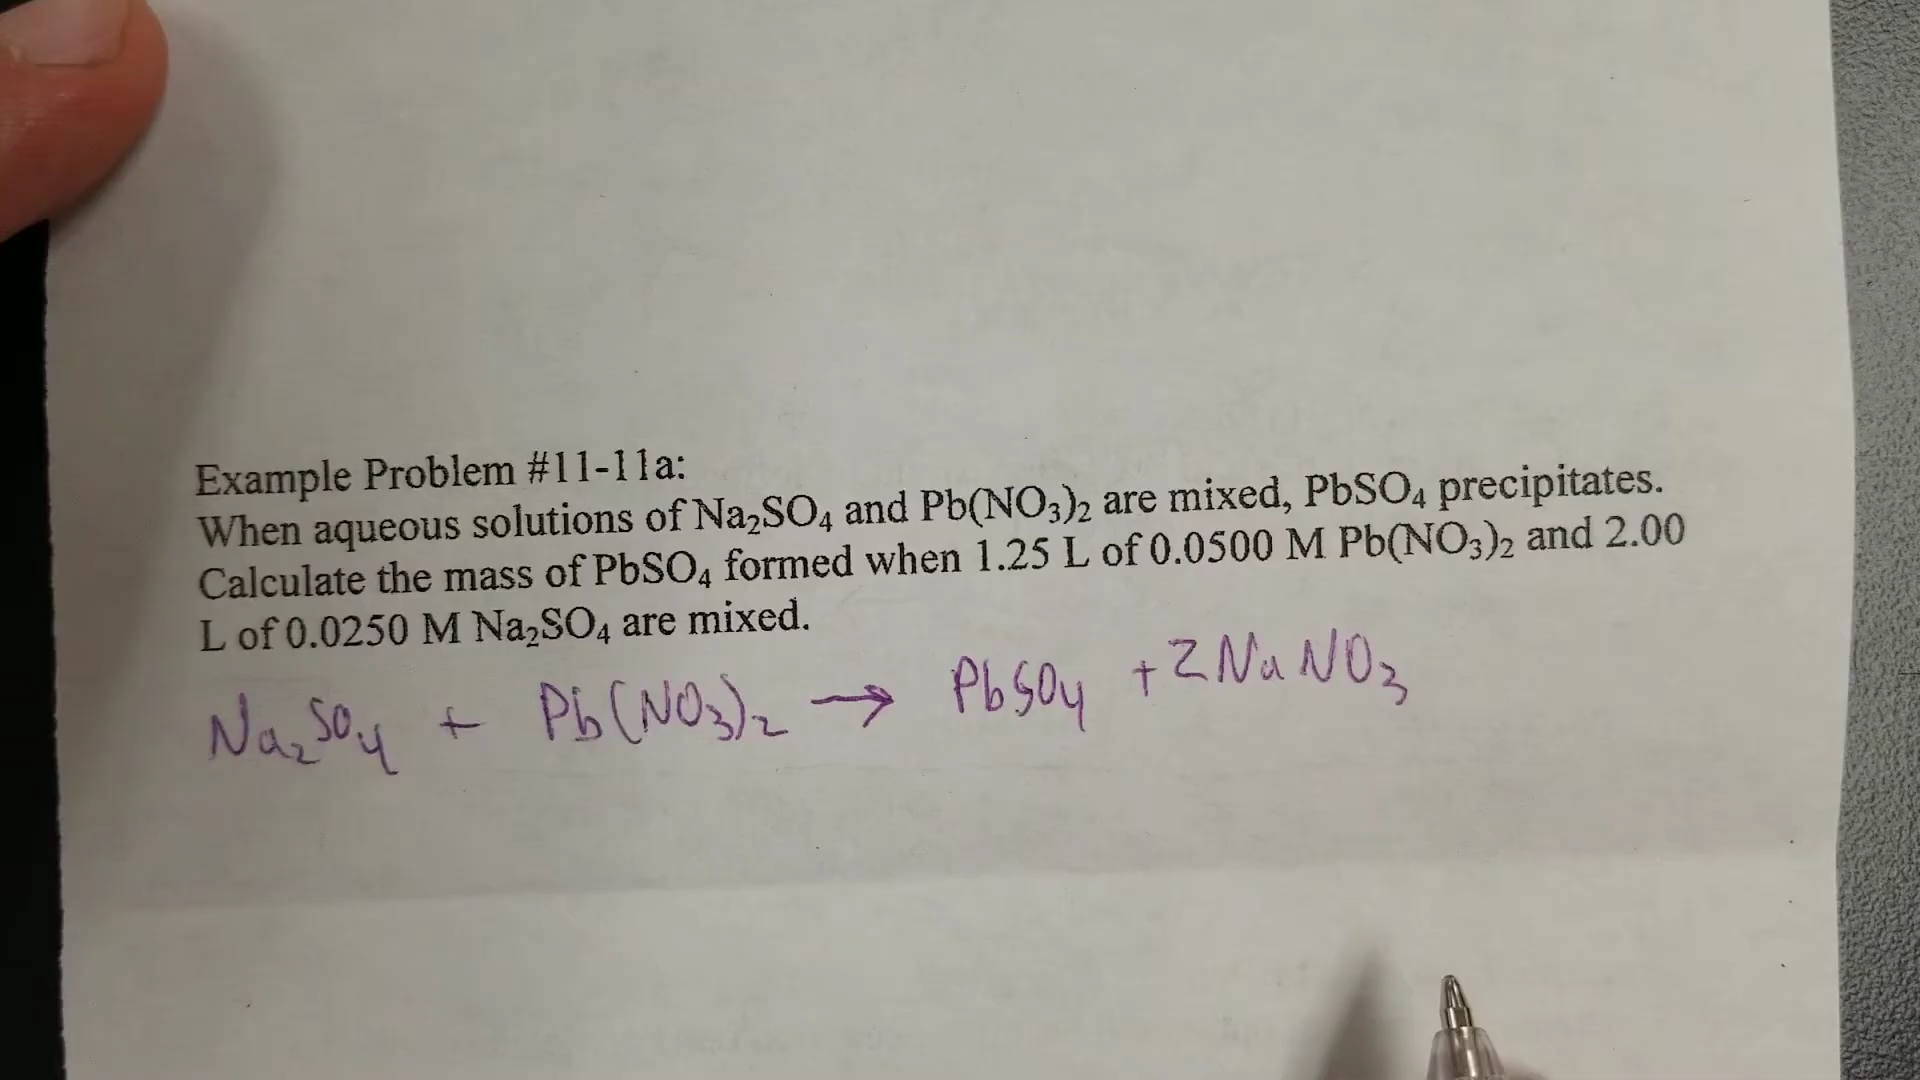 Example Problem #11-11a:
When aqueous solutions of Na₂SO₄ and Pb(NO₃)₂ are mixed, PbSO₄ precipitates.
Calculate the mass of PbSO₄ formed when 1.25 L of 0.0500 M Pb(NO₃)₂ and 2.00
L of 0.0250 M Na₂SO₄ are mixed.
Na₂SO₄ + Pb(NO₃)₂ → PbSO₄ + 2NaNO₃